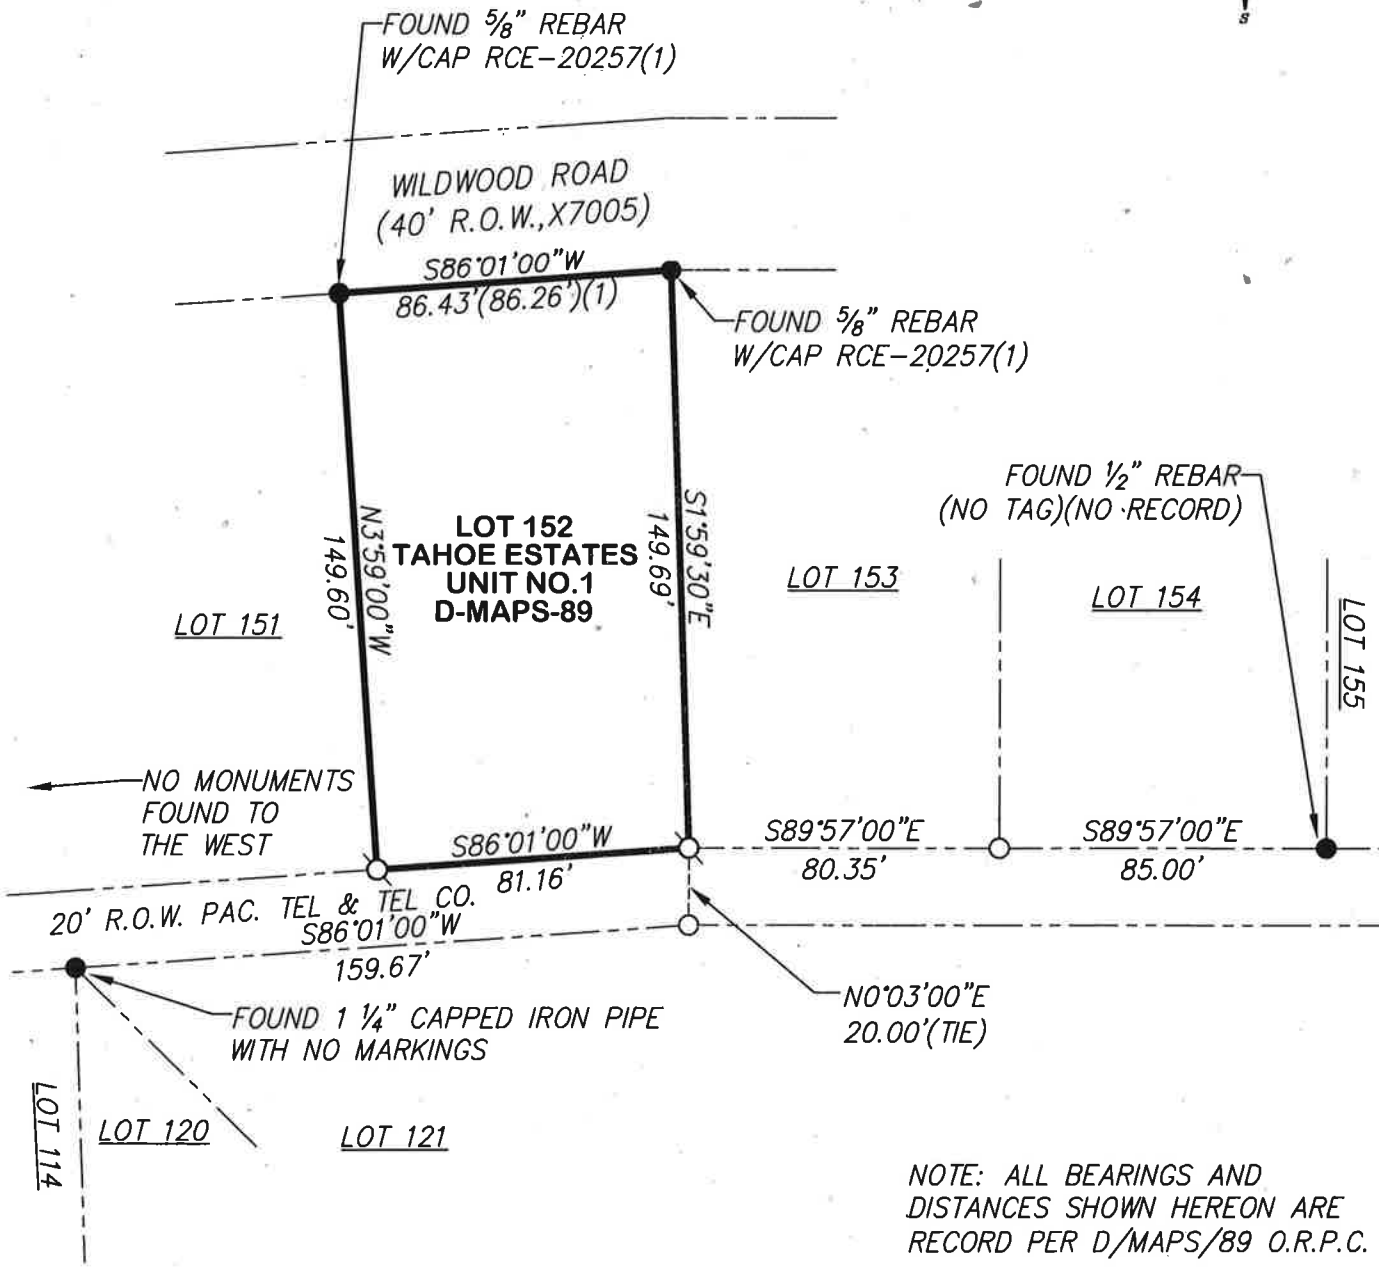 S
FOUND 5/8" REBAR
W/CAP RCE-20257(1)
WILDWOOD ROAD
(40' R.O.W.,X7005)
S86°01'00"W
86.43'(86.26')(1)
FOUND 5/8" REBAR
W/CAP RCE-20257(1)
FOUND 1/2" REBAR
(NO TAG)(NO RECORD)
N3°59'00"W
149.60'
LOT 152
TAHOE ESTATES
UNIT NO.1
D-MAPS-89
S1°59'30"E
149.69'
LOT 151
LOT 153
LOT 154
LOT 155
NO MONUMENTS
FOUND TO
THE WEST
S86°01'00"W
81.16'
S89°57'00"E
80.35'
S89°57'00"E
85.00'
20' R.O.W. PAC. TEL & TEL CO.
S86°01'00"W
159.67'
N0°03'00"E
20.00'(TIE)
FOUND 1 1/4" CAPPED IRON PIPE
WITH NO MARKINGS
LOT 114
LOT 120
LOT 121
NOTE: ALL BEARINGS AND
DISTANCES SHOWN HEREON ARE
RECORD PER D/MAPS/89 O.R.P.C.